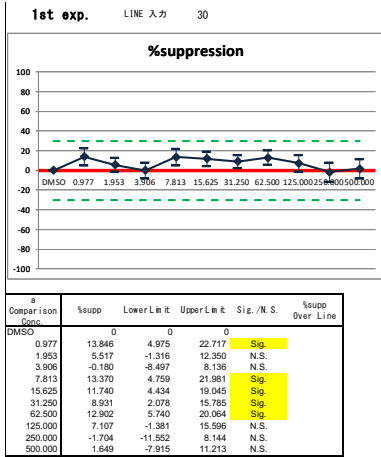 1st exp. LINE 入力 30
%suppression
100
80
60
40
20
0
DMSO 0.977 1.953 3.906 7.813 15.625 31.250 62.500 125.000 250.000 500.000
-20
-40
-60
-80
-100
a
Comparison %supp LowerLimit UpperLimit Sig./N.S. %supp
Conc. Over Line
DMSO 0 0 0
0.977 13.846 4.975 22.717 Sig.
1.953 5.517 -1.316 12.350 N.S.
3.906 -0.180 -8.497 8.136 N.S.
7.813 13.370 4.759 21.981 Sig.
15.625 11.740 4.434 19.045 Sig.
31.250 8.931 2.078 15.785 Sig.
62.500 12.902 5.740 20.064 Sig.
125.000 7.107 -1.381 15.596 N.S.
250.000 -1.704 -11.552 8.144 N.S.
500.000 1.649 -7.915 11.213 N.S.